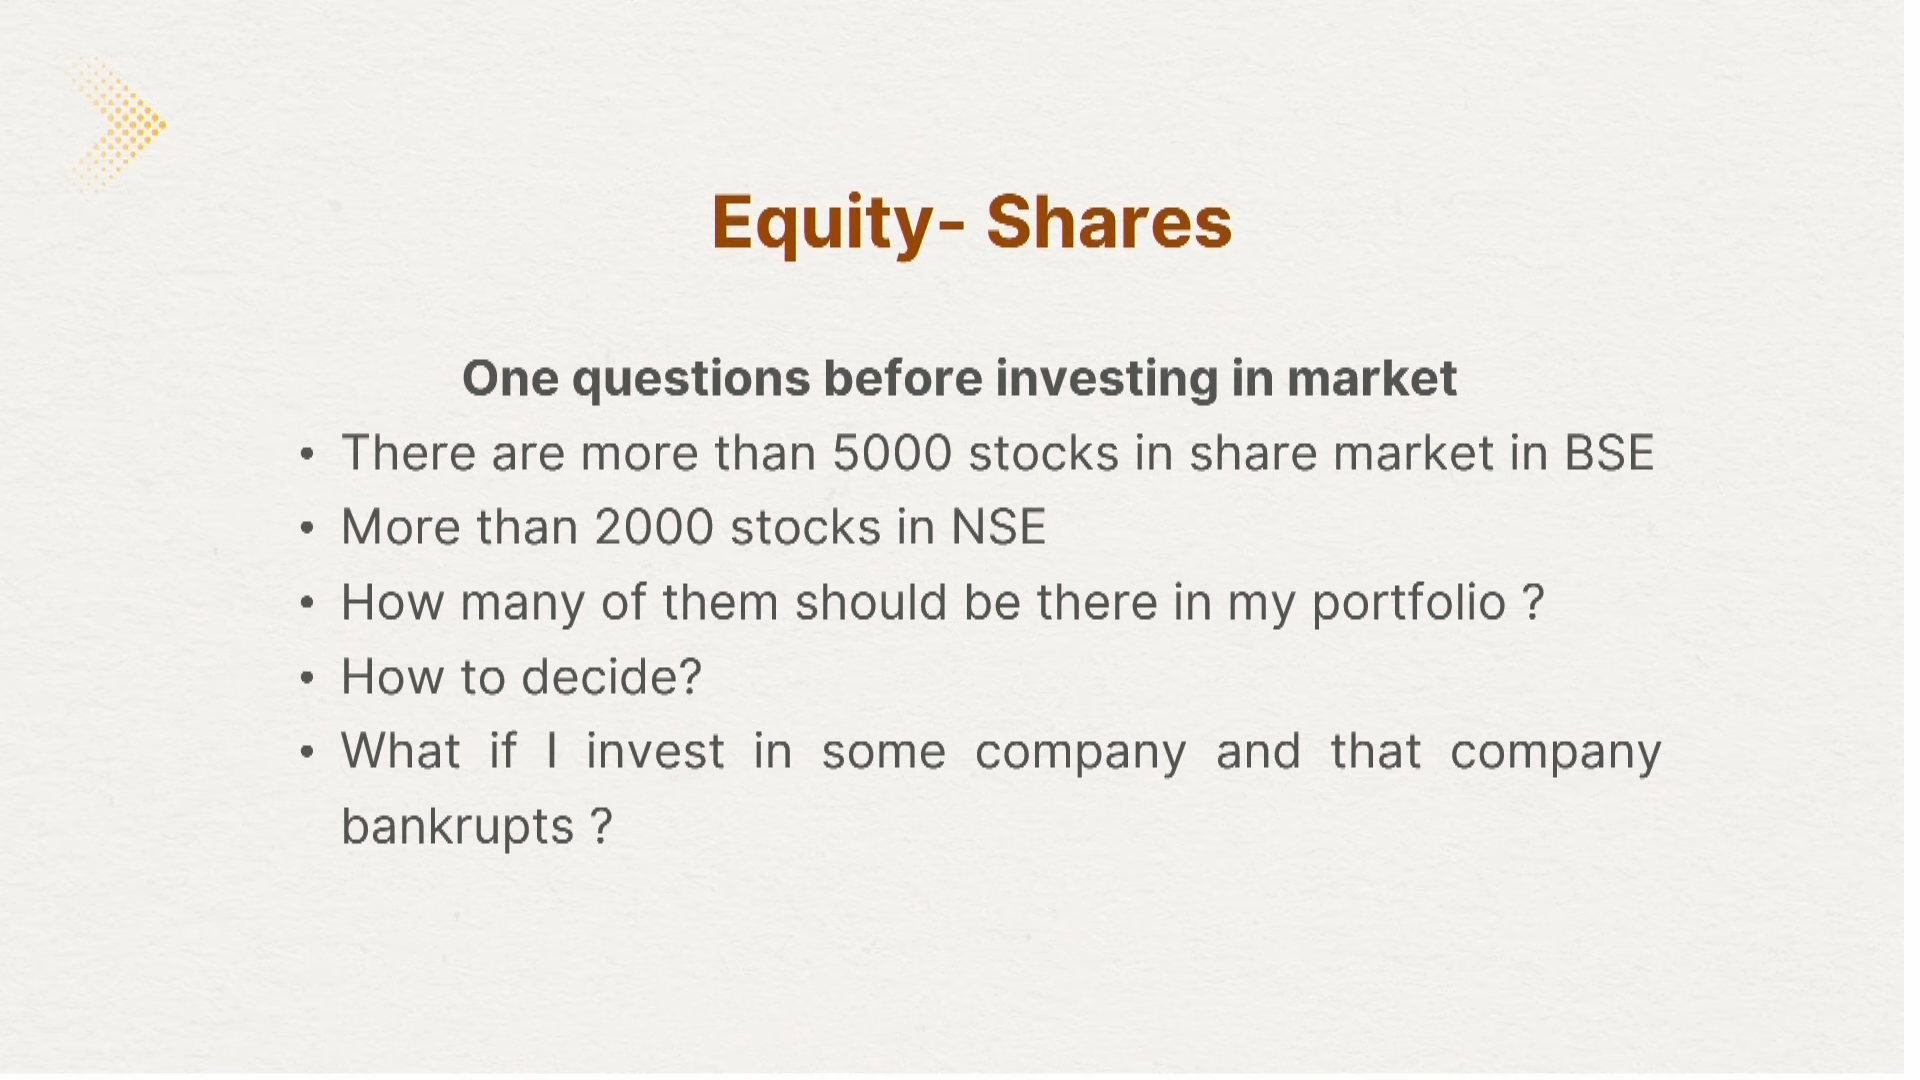 Equity- Shares
One questions before investing in market
• There are more than 5000 stocks in share market in BSE
• More than 2000 stocks in NSE
• How many of them should be there in my portfolio ?
• How to decide?
• What if I invest in some company and that company
bankrupts ?